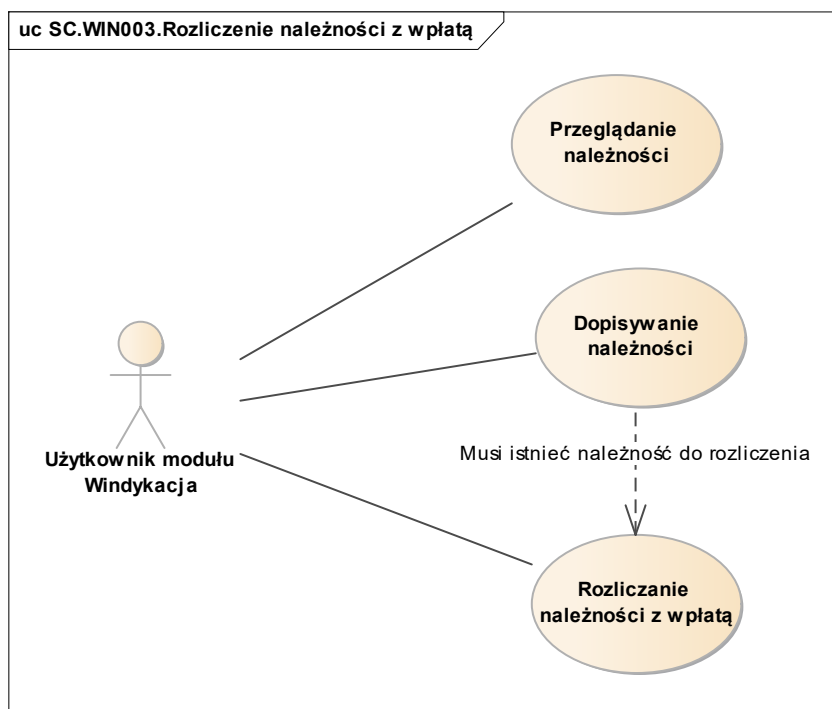 uc SC.WIN003.Rozliczenie należności z wpłatą
Przeglądanie
należności
Dopisywanie
należności
Musi istnieć należność do rozliczenia
Użytkownik modułu
Windykacja
Rozliczanie
należności z wpłatą